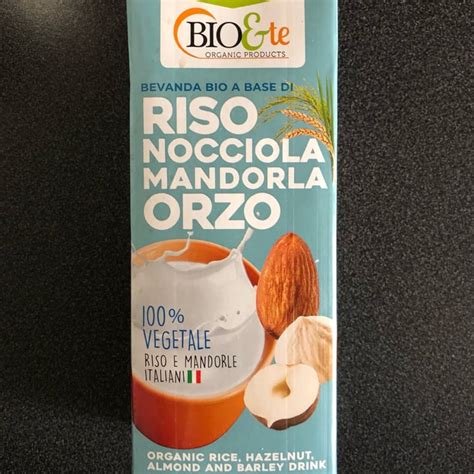 BIO&te
ORGANIC PRODUCTS
BEVANDA BIO A BASE DI
RISO
NOCCIOLA
MANDORLA
ORZO
100%
VEGETALE
RISO E MANDORLE
ITALIANI
ORGANIC RICE, HAZELNUT,
ALMOND AND BARLEY DRINK